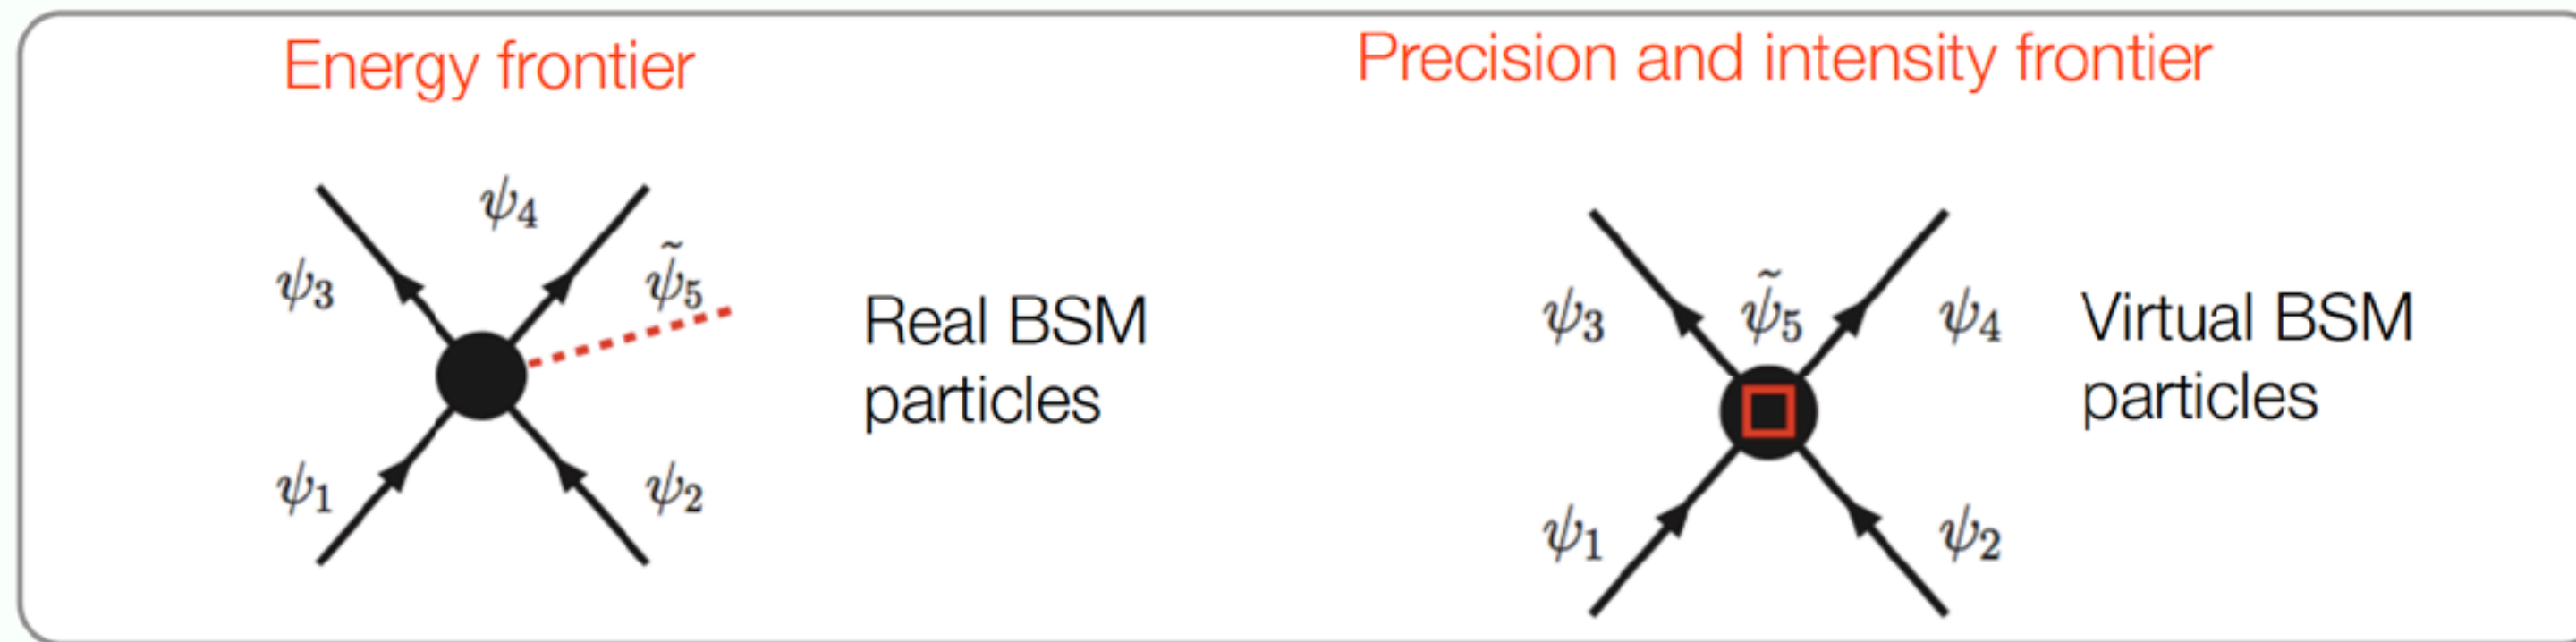 Energy frontier
Precision and intensity frontier
ψ4
ψ3
ψ̃5
Real BSM
particles
ψ1
ψ2
ψ3
ψ̃5
ψ4
Virtual BSM
particles
ψ1
ψ2